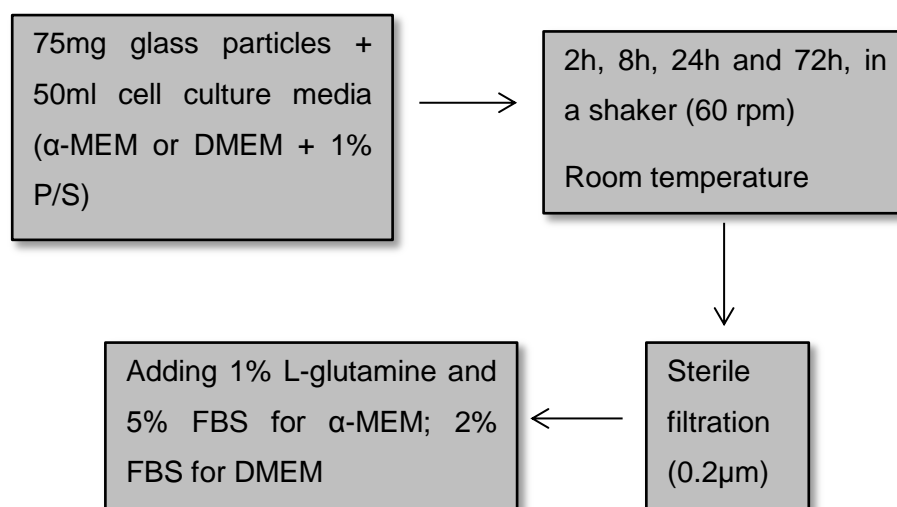 75mg glass particles +
50ml cell culture media
(α-MEM or DMEM + 1%
P/S)
2h, 8h, 24h and 72h, in
a shaker (60 rpm)
Room temperature
Sterile
filtration
(0.2µm)
Adding 1% L-glutamine and
5% FBS for α-MEM; 2%
FBS for DMEM